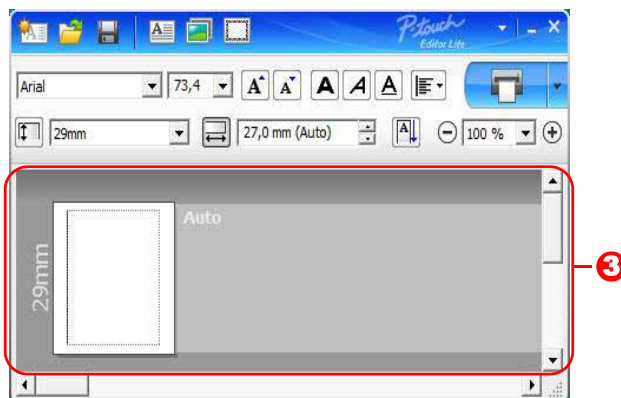 A P-touch
Editor Lite
Arial 73,4 A A A A A
29mm 27,0 mm (Auto) A 100 %
Auto
29mm
3